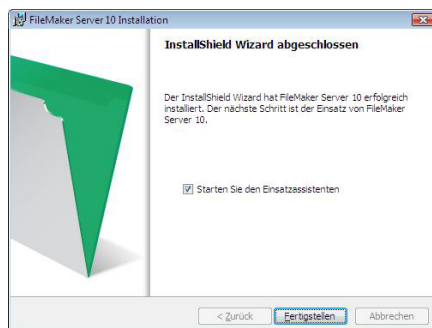 FileMaker Server 10 Installation
InstallShield Wizard abgeschlossen
Der InstallShield Wizard hat FileMaker Server 10 erfolgreich
installiert. Der nächste Schritt ist der Einsatz von FileMaker
Server 10.
Starten Sie den Einsatzassistenten
< Zurück
Fertigstellen
Abbrechen